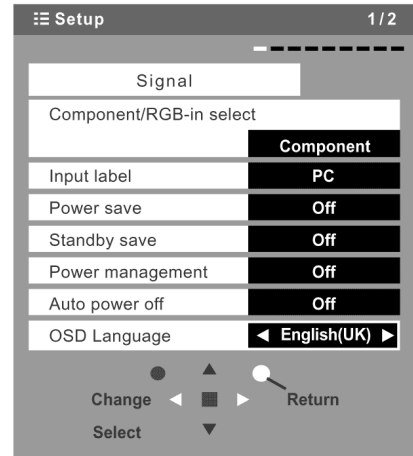 Setup 1/2
Signal
Component/RGB-in select
Component
Input label PC
Power save Off
Standby save Off
Power management Off
Auto power off Off
OSD Language English(UK)
Change Return
Select